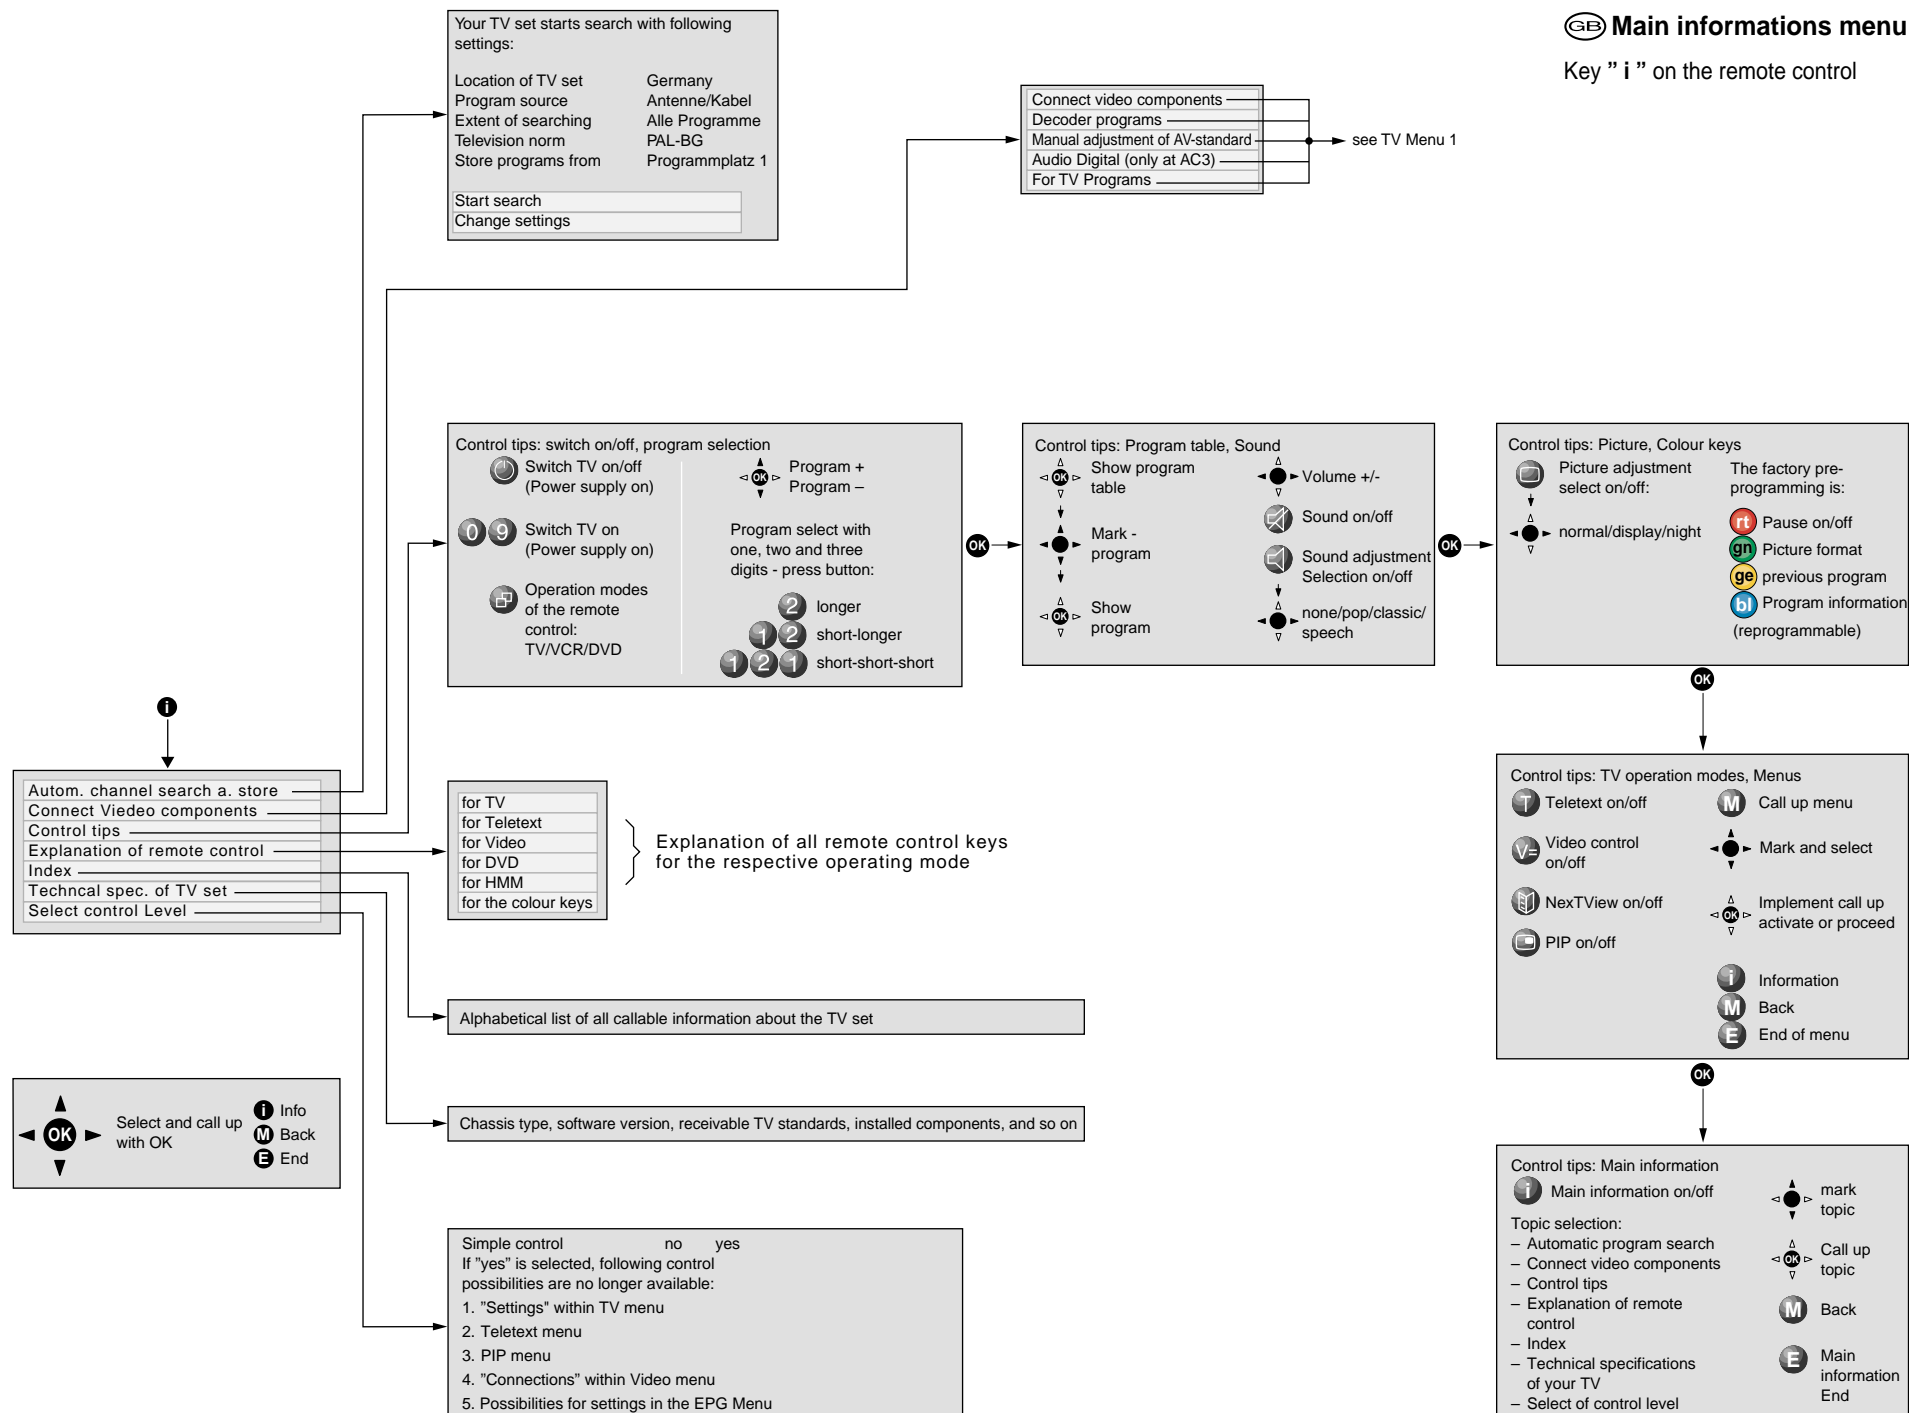 GB Main informations menu
Key ” i ” on the remote control
Your TV set starts search with following
settings:
Location of TV set Germany
Program source Antenne/Kabel
Extent of searching Alle Programme
Television norm PAL-BG
Store programs from Programmplatz 1
Start search
Change settings
Connect video components
Decoder programs
Manual adjustment of AV-standard
Audio Digital (only at AC3)
For TV Programs
see TV Menu 1
Control tips: switch on/off, program selection
Switch TV on/off
(Power supply on)
0 9 Switch TV on
(Power supply on)
Operation modes
of the remote
control:
TV/VCR/DVD
OK Program +
Program –
Program select with
one, two and three
digits - press button:
2 longer
1 2 short-longer
1 2 1 short-short-short
OK
Control tips: Program table, Sound
OK Show program
table
Mark -
program
OK Show
program
Volume +/-
Sound on/off
Sound adjustment
Selection on/off
none/pop/classic/
speech
OK
Control tips: Picture, Colour keys
Picture adjustment
select on/off:
normal/display/night
The factory pre-
programming is:
rt Pause on/off
gn Picture format
ge previous program
bl Program information
(reprogrammable)
OK
i
Autom. channel search a. store
Connect Viedeo components
Control tips
Explanation of remote control
Index
Techncal spec. of TV set
Select control Level
for TV
for Teletext
for Video
for DVD
for HMM
for the colour keys
Explanation of all remote control keys
for the respective operating mode
Control tips: TV operation modes, Menus
T Teletext on/off
V= Video control
on/off
NexTView on/off
PIP on/off
M Call up menu
Mark and select
OK Implement call up
activate or proceed
i Information
M Back
E End of menu
OK
Alphabetical list of all callable information about the TV set
Chassis type, software version, receivable TV standards, installed components, and so on
OK Select and call up
with OK
i Info
M Back
E End
Simple control no yes
If ”yes” is selected, following control
possibilities are no longer available:
1. ”Settings" within TV menu
2. Teletext menu
3. PIP menu
4. ”Connections” within Video menu
5. Possibilities for settings in the EPG Menu
Control tips: Main information
i Main information on/off
Topic selection:
– Automatic program search
– Connect video components
– Control tips
– Explanation of remote
control
– Index
– Technical specifications
of your TV
– Select of control level
mark
topic
OK Call up
topic
M Back
E Main
information
End